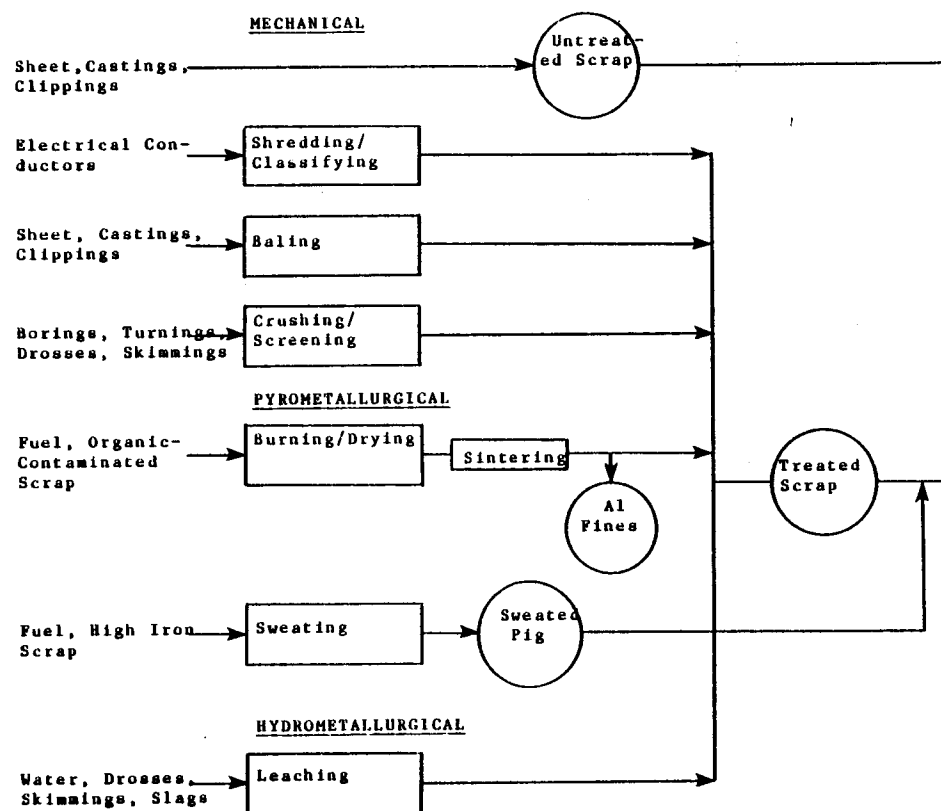 MECHANICAL
Untreat-
ed Scrap
Sheet,Castings,
Clippings
Electrical Con-
ductors
Shredding/
Classifying
Sheet, Castings,
Clippings
Baling
Borings, Turnings,
Drosses, Skimmings
Crushing/
Screening
PYROMETALLURGICAL
Fuel, Organic-
Contaminated
Scrap
Burning/Drying
Sintering
Al
Fines
Treated
Scrap
Fuel, High Iron
Scrap
Sweating
Sweated
Pig
HYDROMETALLURGICAL
Water, Drosses,
Skimmings, Slags
Leaching